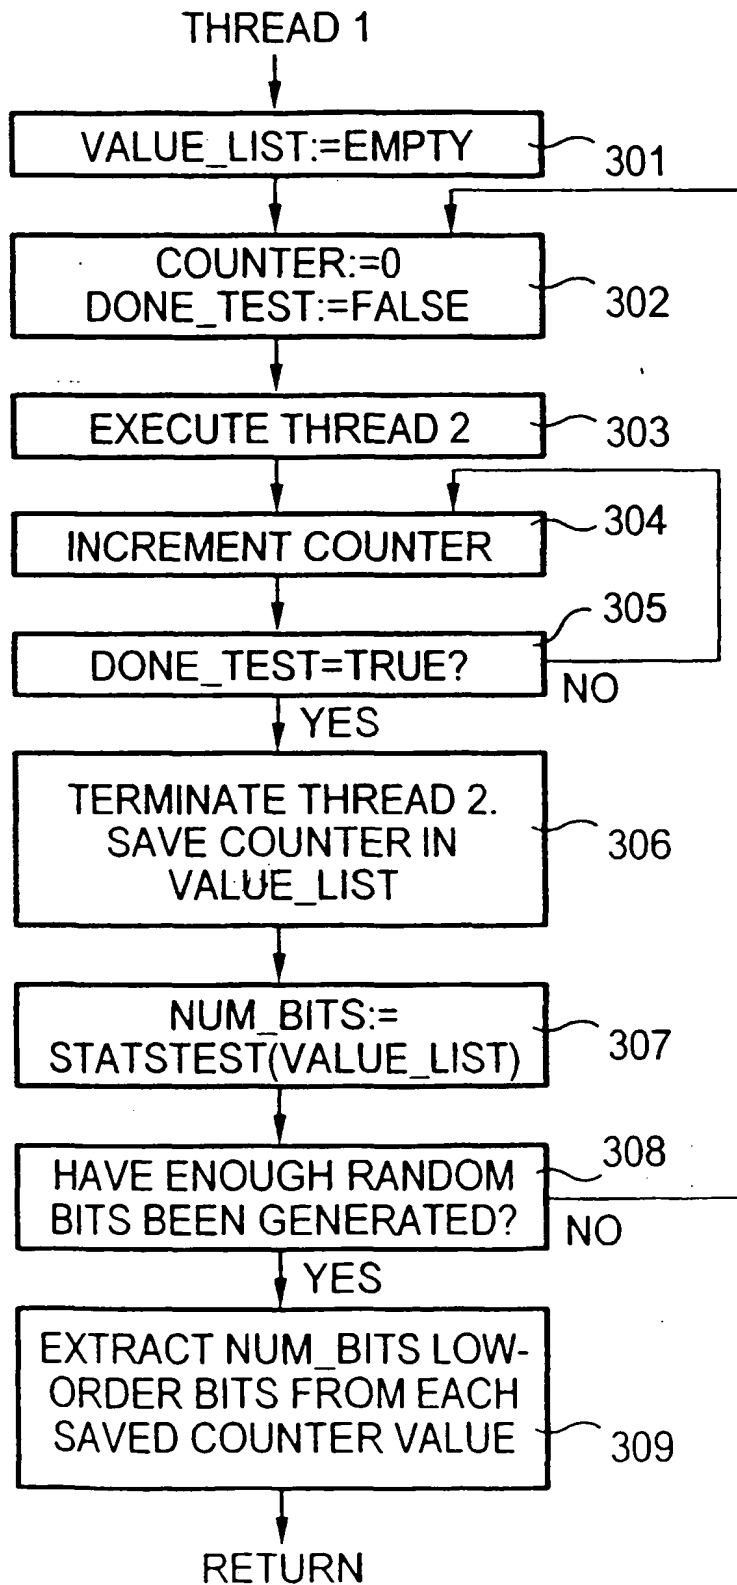 THREAD 1
VALUE_LIST:=EMPTY
301
COUNTER:=0
DONE_TEST:=FALSE
302
EXECUTE THREAD 2
303
INCREMENT COUNTER
304
DONE_TEST=TRUE?
305
NO
YES
TERMINATE THREAD 2.
SAVE COUNTER IN
VALUE_LIST
306
NUM_BITS:=
STATSTEST(VALUE_LIST)
307
HAVE ENOUGH RANDOM
BITS BEEN GENERATED?
308
NO
YES
EXTRACT NUM_BITS LOW-
ORDER BITS FROM EACH
SAVED COUNTER VALUE
309
RETURN